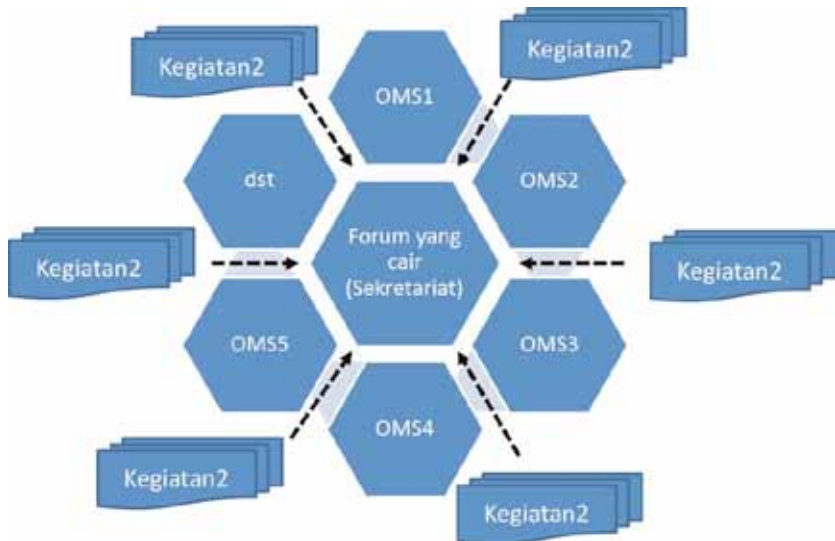 Kegiatan2
OMS1
Kegiatan2
dst
OMS2
Forum yang
cair
(Sekretariat)
Kegiatan2
Kegiatan2
OMS5
OMS3
OMS4
Kegiatan2
Kegiatan2